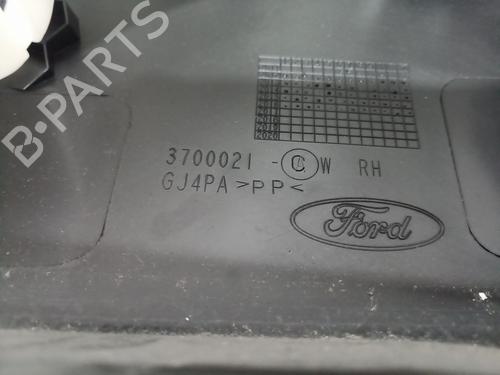 B-PARTS
3700021 - C W RH
GJ4PA >PP<
Ford